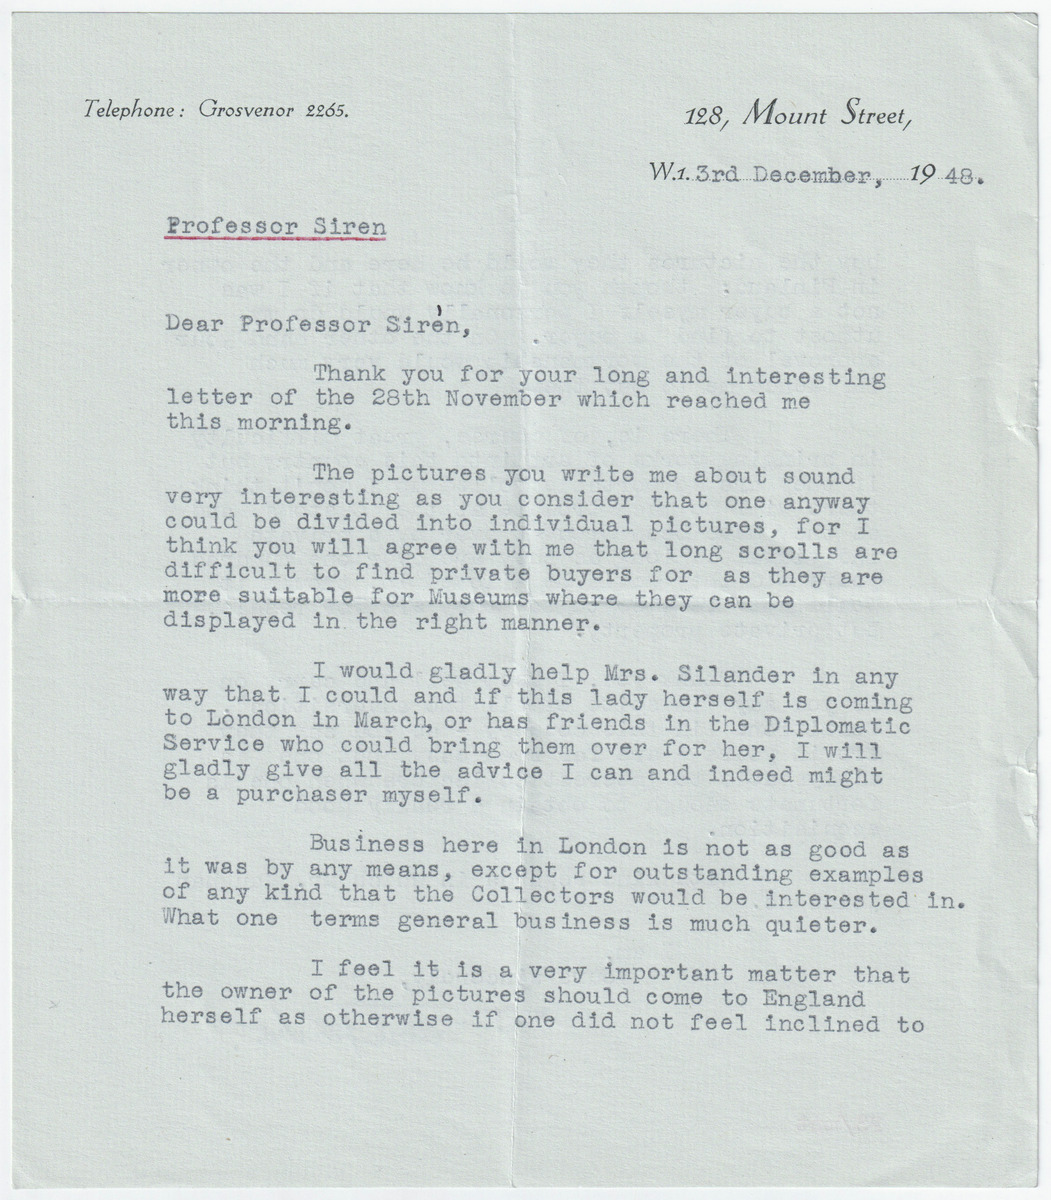 Telephone: Grosvenor 2265.
128, Mount Street,
W.1. 3rd December, 1948.
Professor Siren
Dear Professor Sirén,
Thank you for your long and interesting
letter of the 28th November which reached me
this morning.
The pictures you write me about sound
very interesting as you consider that one anyway
could be divided into individual pictures, for I
think you will agree with me that long scrolls are
difficult to find private buyers for as they are
more suitable for Museums where they can be
displayed in the right manner.
I would gladly help Mrs. Silander in any
way that I could and if this lady herself is coming
to London in March, or has friends in the Diplomatic
Service who could bring them over for her, I will
gladly give all the advice I can and indeed might
be a purchaser myself.
Business here in London is not as good as
it was by any means, except for outstanding examples
of any kind that the Collectors would be interested in.
What one terms general business is much quieter.
I feel it is a very important matter that
the owner of the pictures should come to England
herself as otherwise if one did not feel inclined to